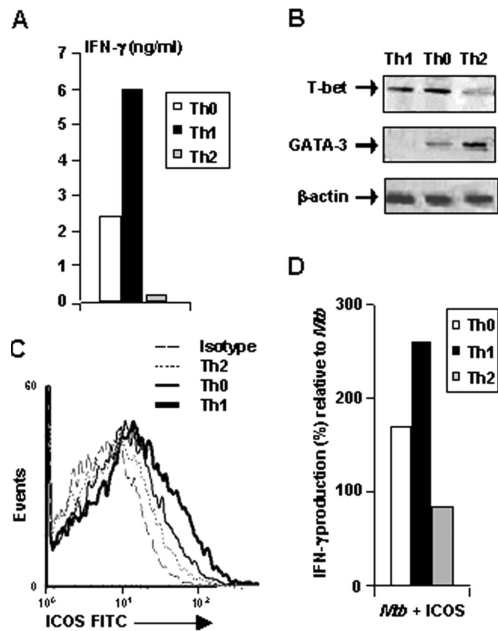 A
IFN-γ (ng/ml)
7
6
5
4
3
2
1
0
Th0
Th1
Th2
B
Th1 Th0 Th2
T-bet
GATA-3
β-actin
C
Isotype
Th2
Th0
Th1
60
Events
0
10⁰ 10¹ 10²
ICOS FITC
D
IFN-γproduction (%) relative to Mtb
300
200
100
0
Th0
Th1
Th2
Mtb + ICOS